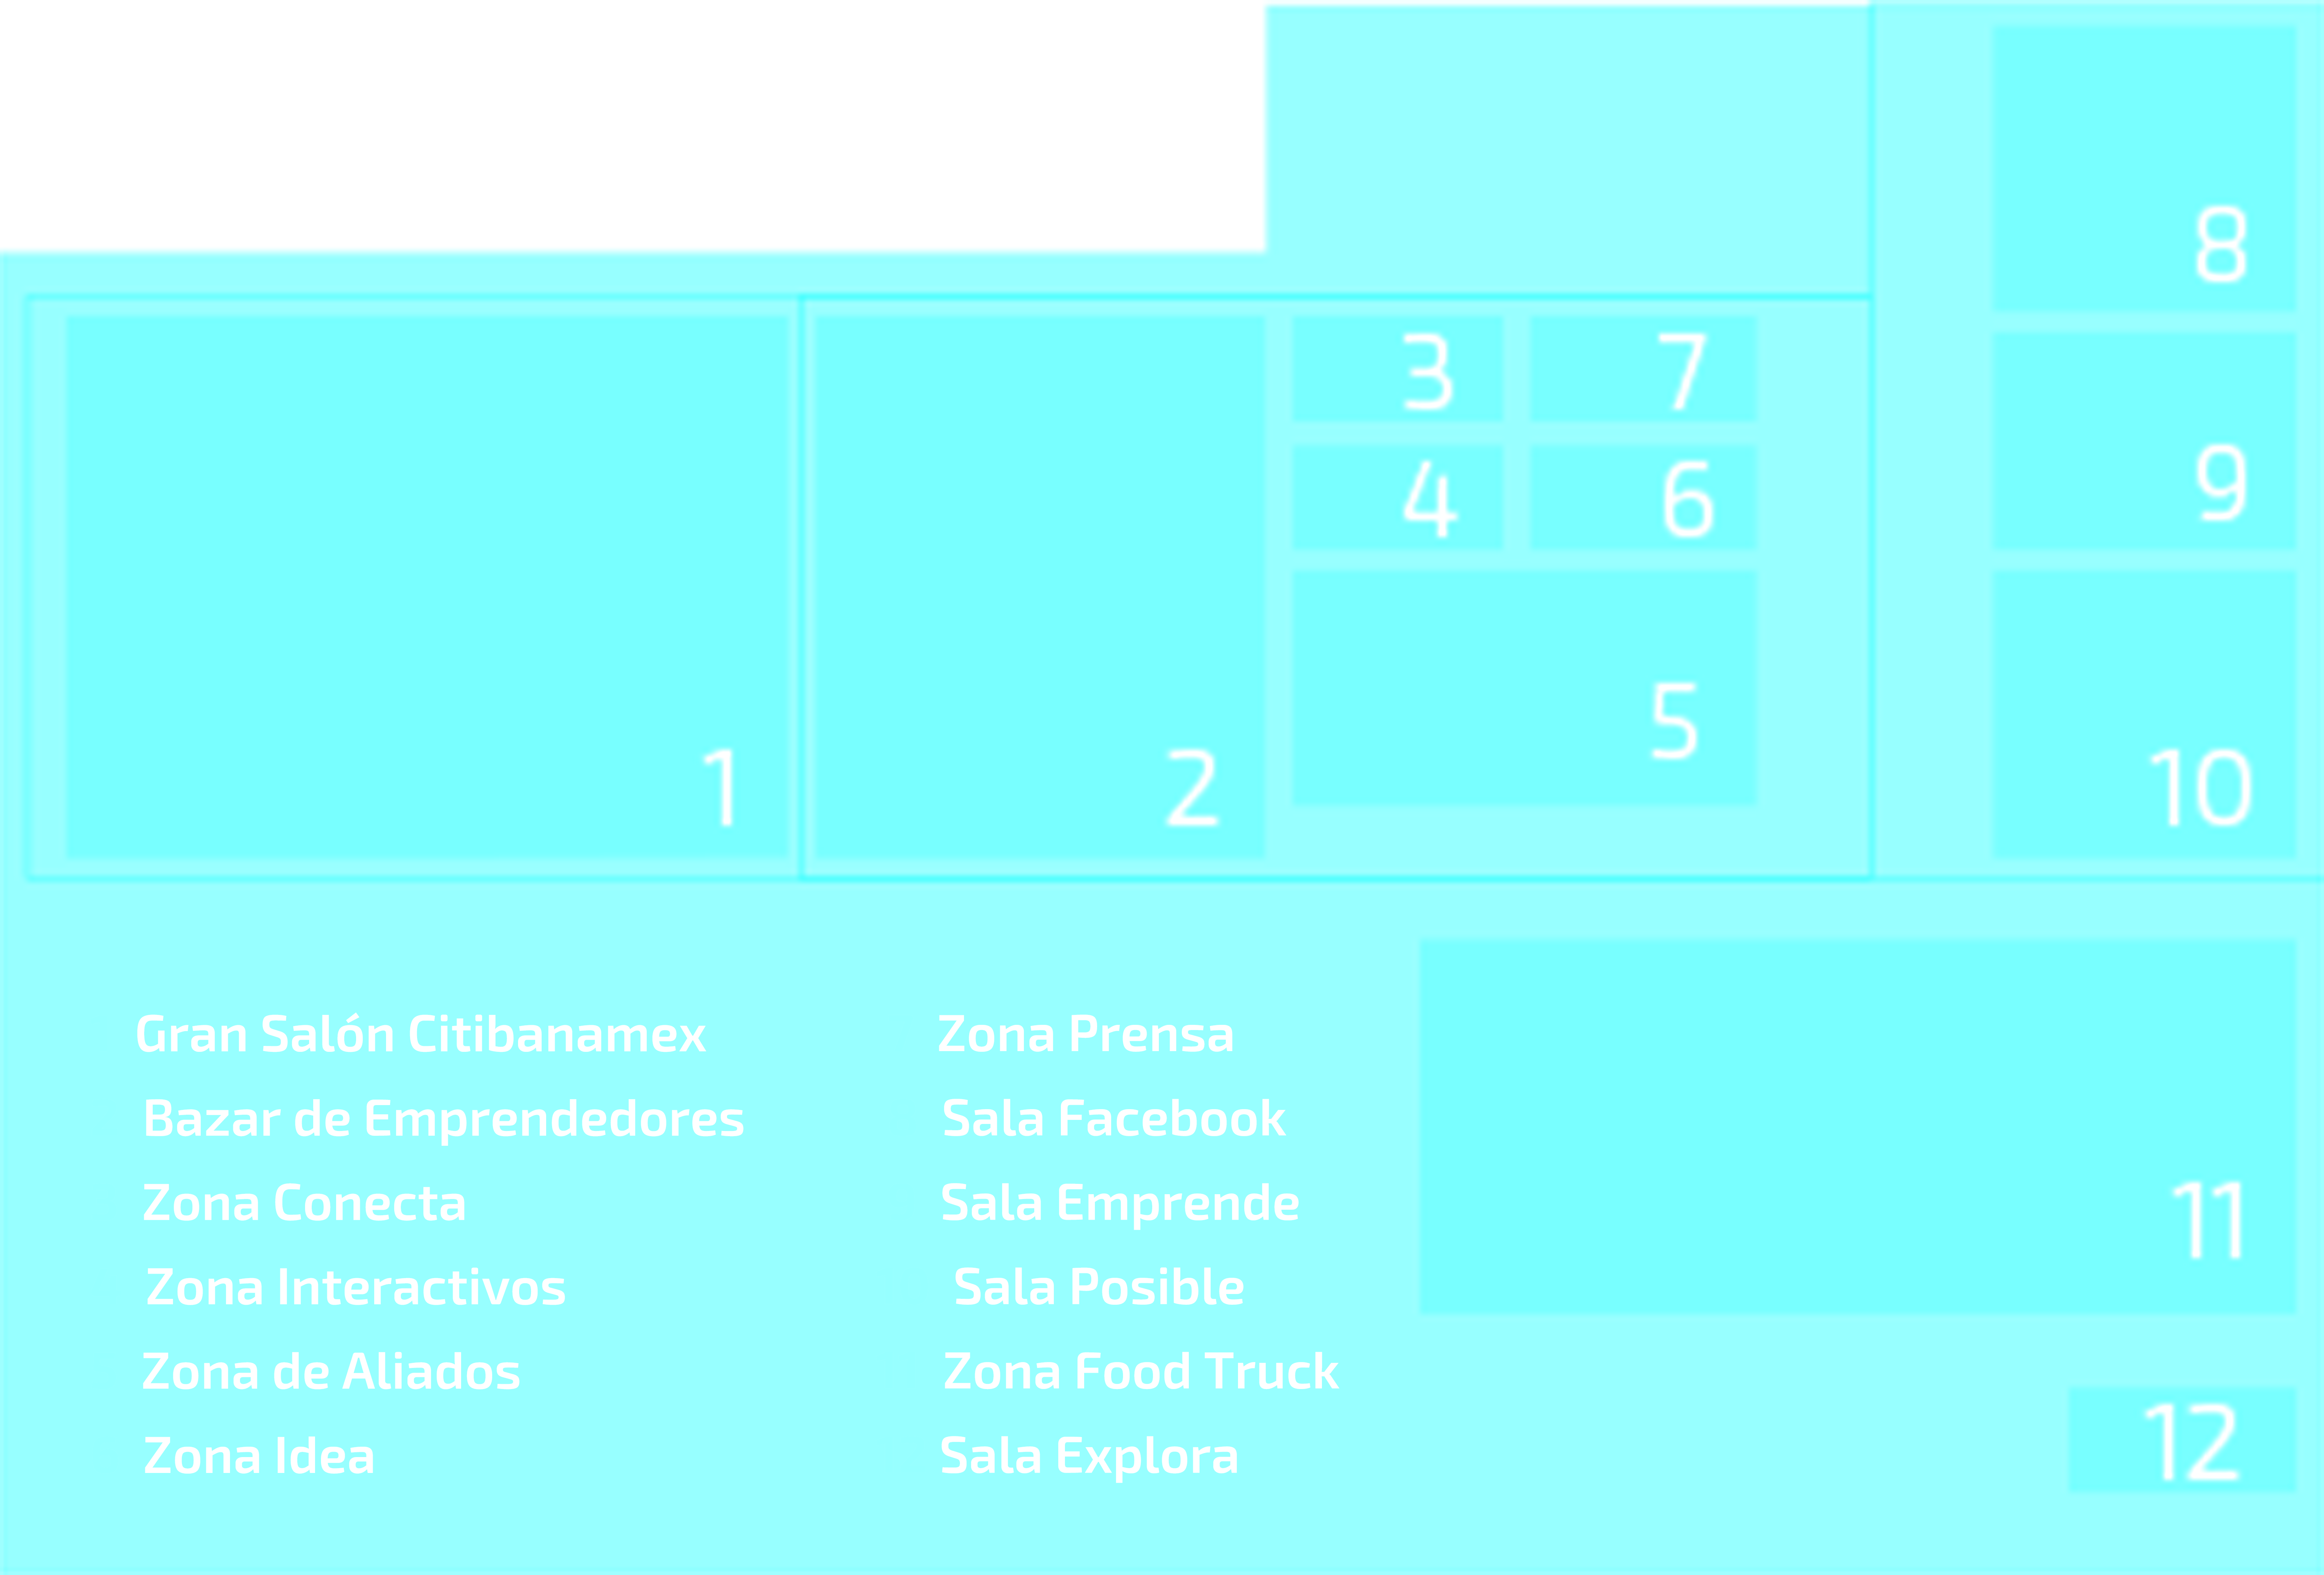 8
3
7
9
4
6
5
1
2
10
Gran Salón Citibanamex
Bazar de Emprendedores
Zona Conecta
Zona Interactivos
Zona de Aliados
Zona Idea
Zona Prensa
Sala Facebook
Sala Emprende
Sala Posible
Zona Food Truck
Sala Explora
11
12